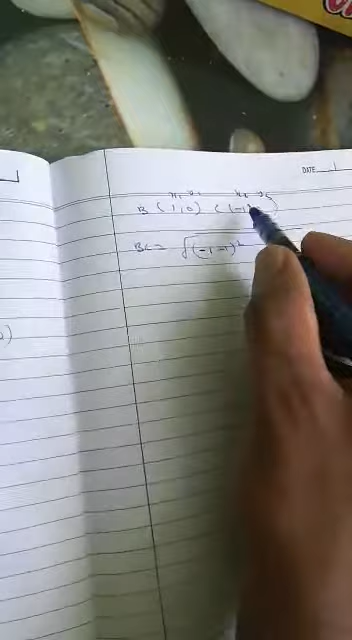 DATE
x₁ y₁ x₂ y₂
B (1,0) C (-1
BC = √(-1-1)²